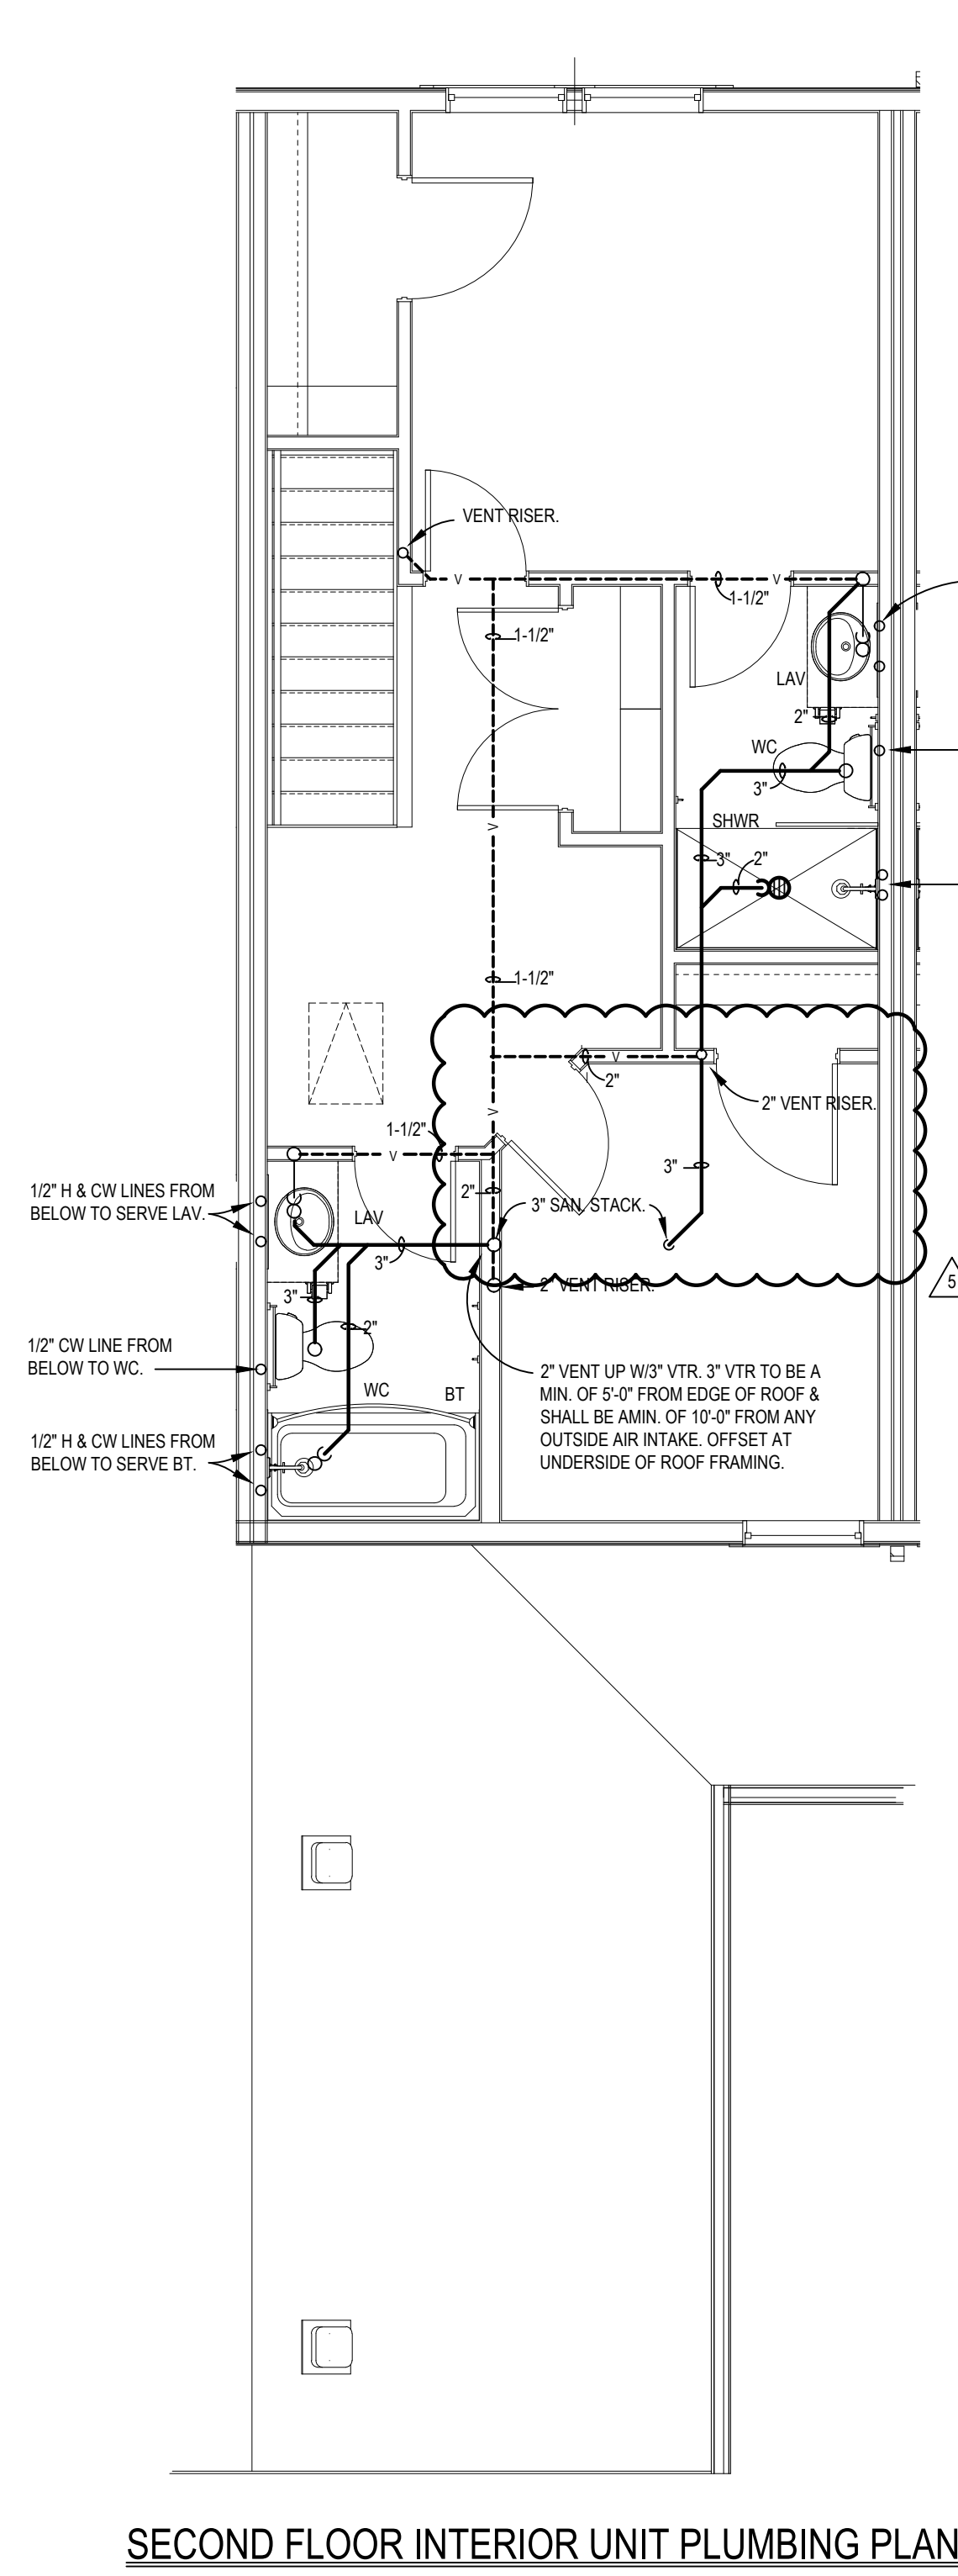 VENT RISER.
V
V
1-1/2"
1-1/2"
LAV
2"
WC
3"
SHWR
3"
2"
V
1-1/2"
V
2"
2" VENT RISER.
V
1-1/2"
V
3"
1/2" H & CW LINES FROM
BELOW TO SERVE LAV.
2"
3" SAN. STACK.
LAV
3"
5
2" VENT RISER.
3"
2"
1/2" CW LINE FROM
BELOW TO WC.
WC
BT
2" VENT UP W/3" VTR. 3" VTR TO BE A
MIN. OF 5'-0" FROM EDGE OF ROOF &
SHALL BE AMIN. OF 10'-0" FROM ANY
OUTSIDE AIR INTAKE. OFFSET AT
UNDERSIDE OF ROOF FRAMING.
1/2" H & CW LINES FROM
BELOW TO SERVE BT.
SECOND FLOOR INTERIOR UNIT PLUMBING PLAN